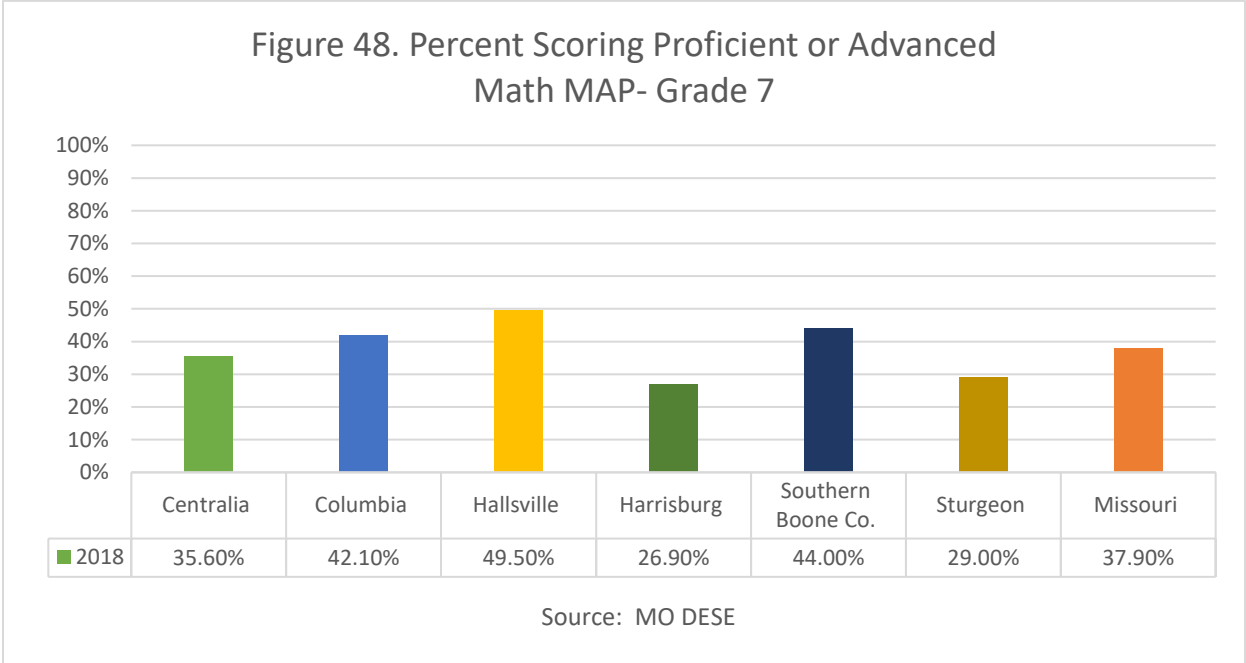 Figure 48. Percent Scoring Proficient or Advanced
Math MAP- Grade 7
100%
90%
80%
70%
60%
50%
40%
30%
20%
10%
0%
Centralia Columbia Hallsville Harrisburg Southern Boone Co. Sturgeon Missouri
2018 35.60% 42.10% 49.50% 26.90% 44.00% 29.00% 37.90%
Source: MO DESE